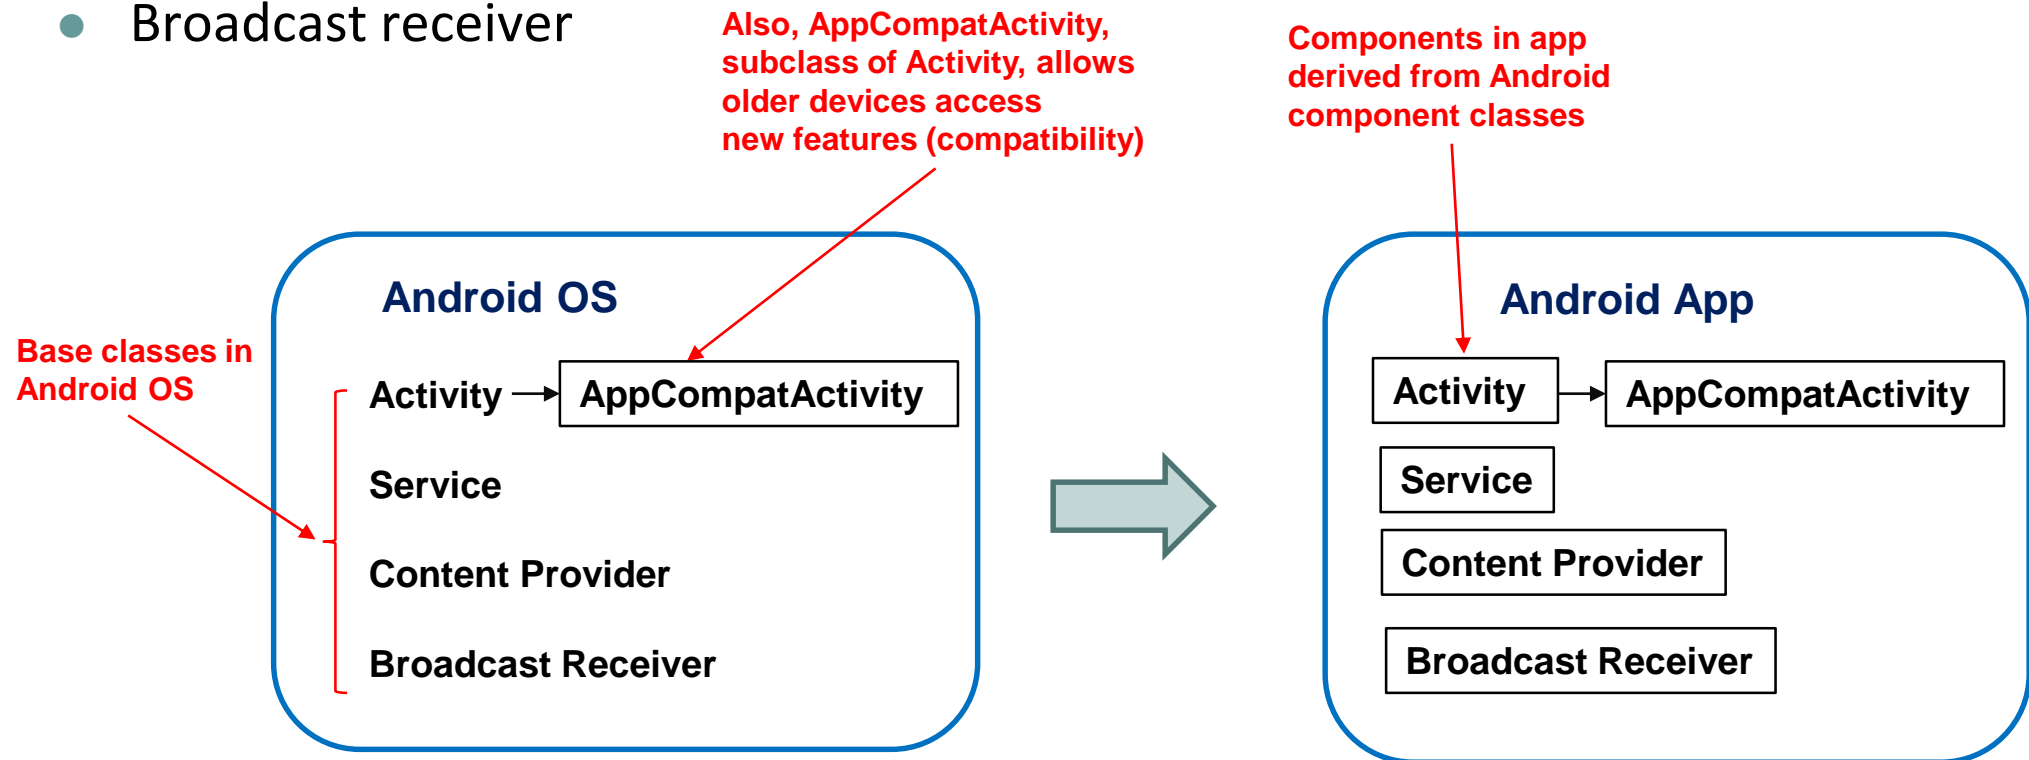 ● Broadcast receiver
Also, AppCompatActivity,
subclass of Activity, allows
older devices access
new features (compatibility)
Components in app
derived from Android
component classes
Base classes in
Android OS
Android OS
Activity
AppCompatActivity
Service
Content Provider
Broadcast Receiver
Android App
Activity
AppCompatActivity
Service
Content Provider
Broadcast Receiver